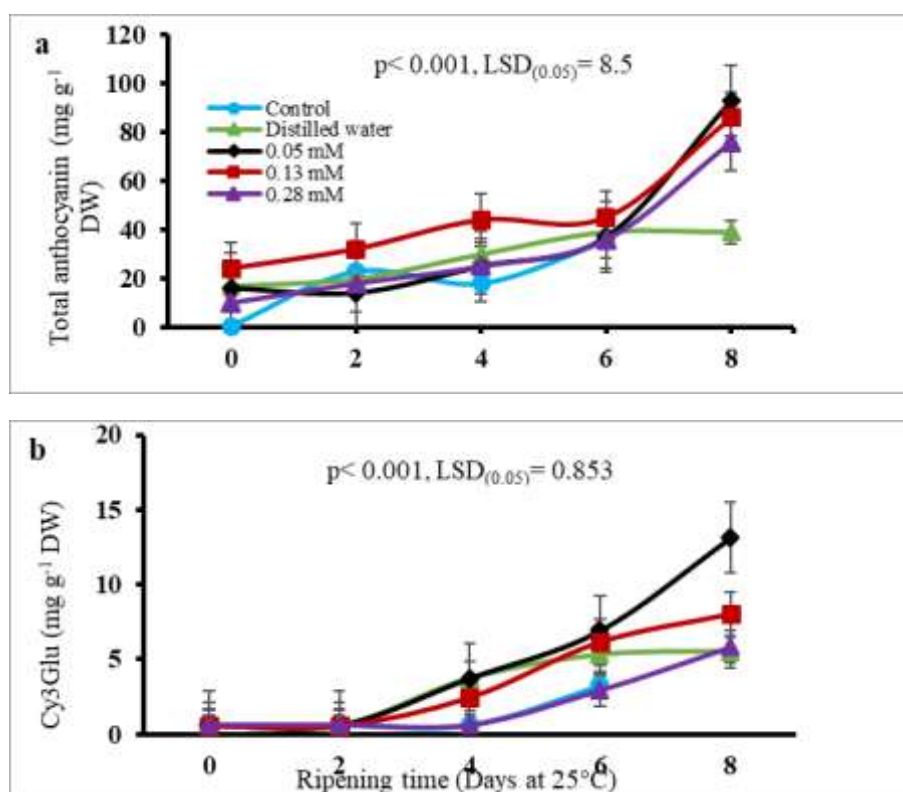 a
120
100
80
60
40
20
0
p< 0.001, LSD(0.05)= 8.5
Control
Distilled water
0.05 mM
0.13 mM
0.28 mM
Total anthocyanin (mg g-1
DW)
0 2 4 6 8
b
20
15
10
5
0
p< 0.001, LSD(0.05)= 0.853
Cy3Glu (mg g-1 DW)
0 2 4 6 8
Ripening time (Days at 25°C)